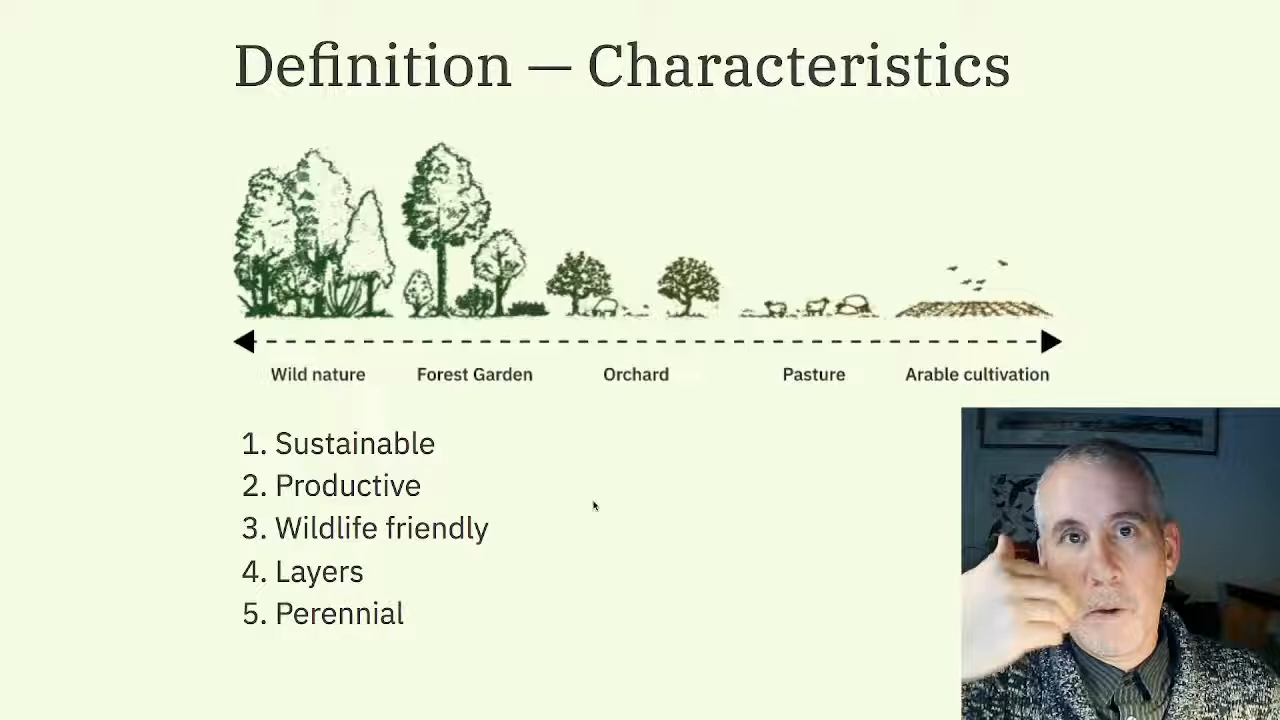 Definition — Characteristics
Wild nature Forest Garden Orchard Pasture Arable cultivation
1. Sustainable
2. Productive
3. Wildlife friendly
4. Layers
5. Perennial